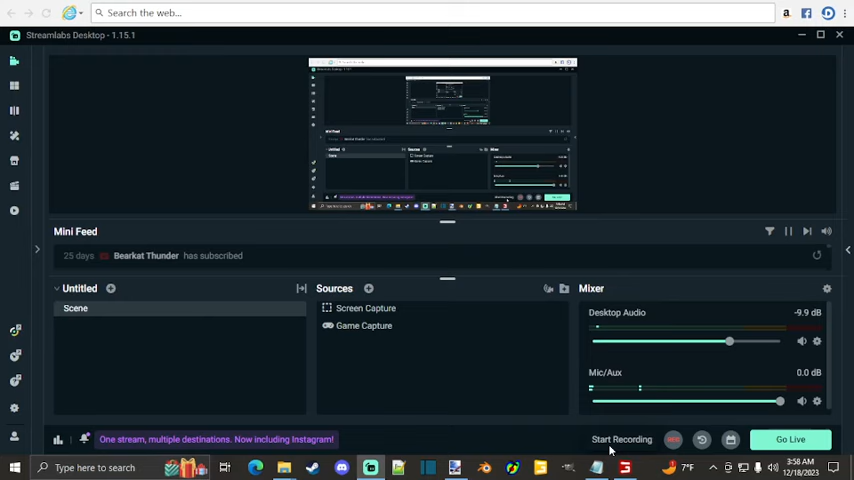 Search the web...
Streamlabs Desktop - 1.15.1
Mini Feed
25 days Bearkat Thunder has subscribed
Untitled
Sources
Mixer
Scene
Screen Capture
Game Capture
Desktop Audio -9.9 dB
Mic/Aux 0.0 dB
One stream, multiple destinations. Now including Instagram!
Start Recording
REC
Go Live
Type here to search
7°F
3:58 AM
12/18/2023